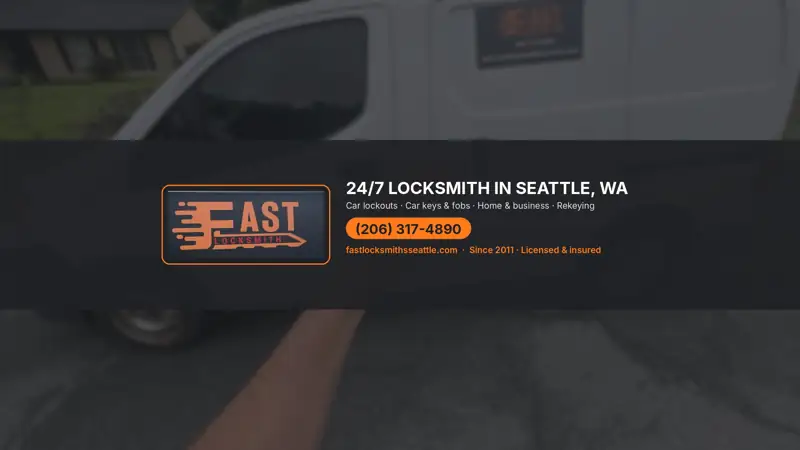 FAST
LOCKSMITH
24/7 LOCKSMITH IN SEATTLE, WA
Car lockouts · Car keys & fobs · Home & business · Rekeying
(206) 317-4890
fastlocksmithsseattle.com · Since 2011 · Licensed & insured